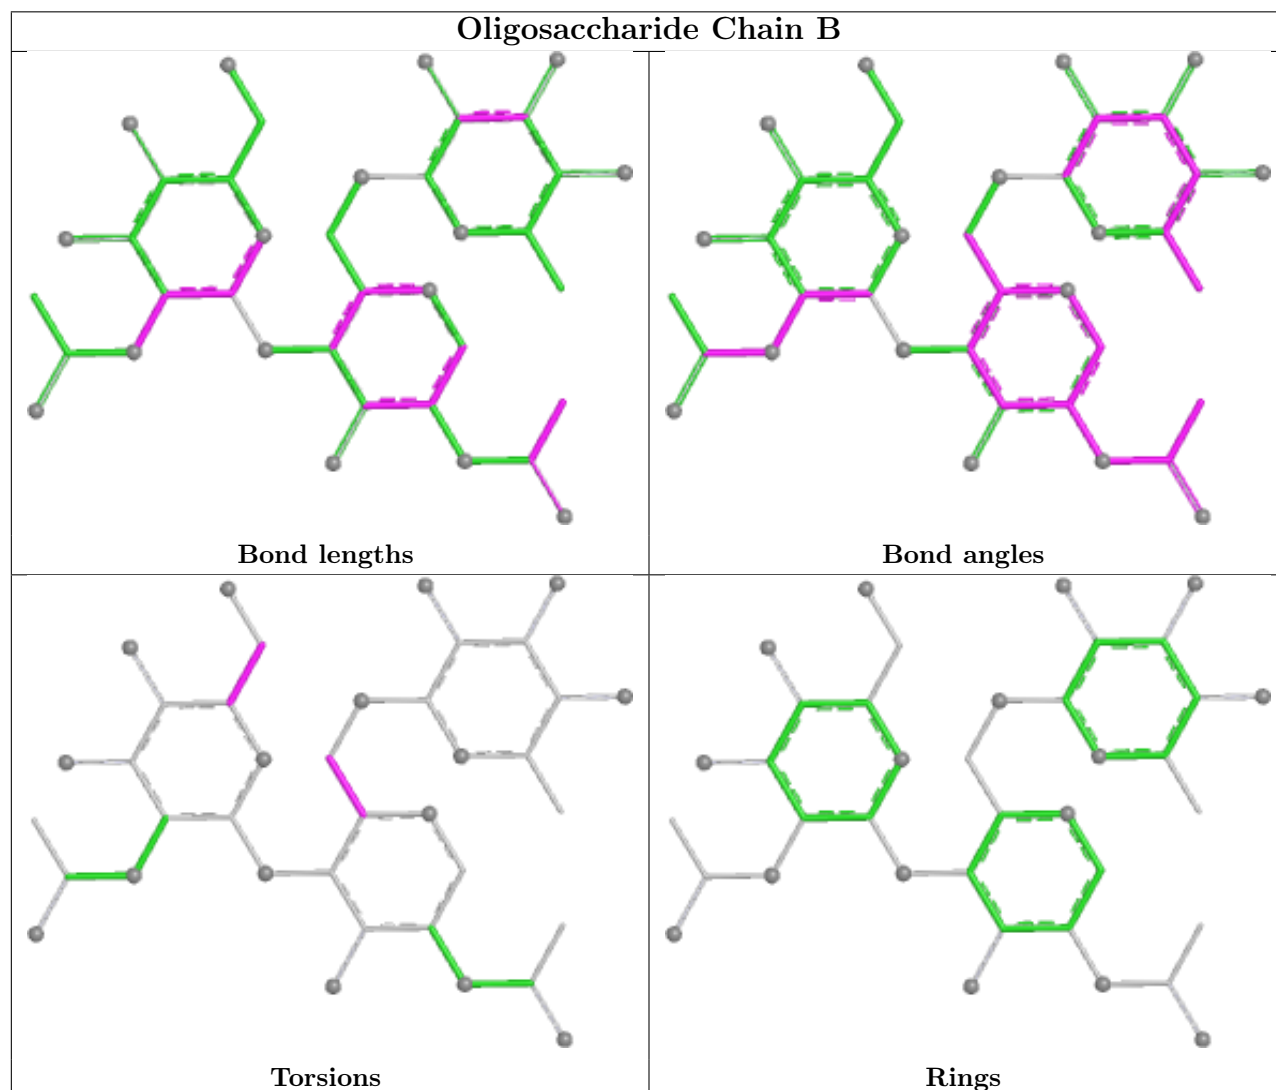 Oligosaccharide Chain B
Bond lengths
Bond angles
Torsions
Rings